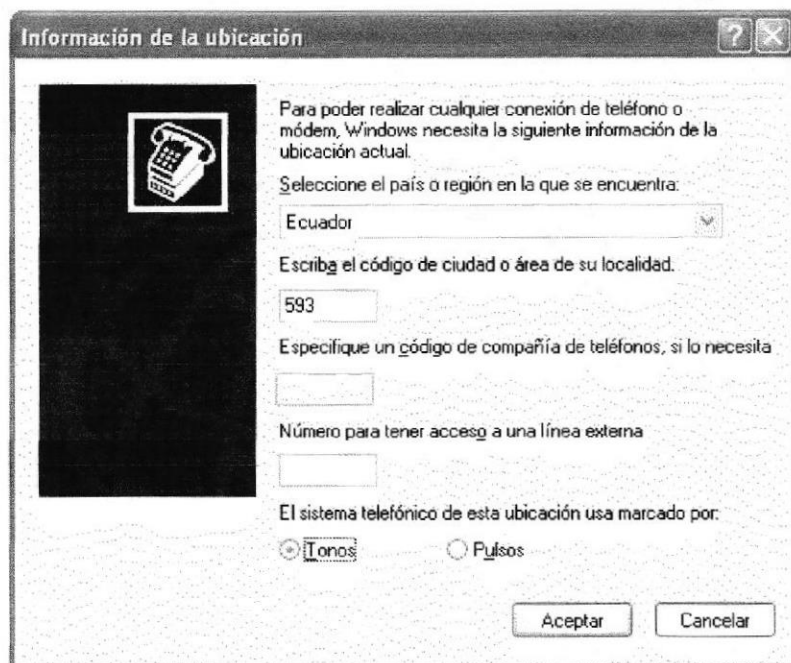 Información de la ubicación
Para poder realizar cualquier conexión de teléfono o
módem, Windows necesita la siguiente información de la
ubicación actual.
Seleccione el país o región en la que se encuentra:
Ecuador
Escriba el código de ciudad o área de su localidad.
593
Especifique un código de compañía de teléfonos, si lo necesita
Número para tener acceso a una línea externa
El sistema telefónico de esta ubicación usa marcado por:
Tonos Pulsos
Aceptar Cancelar